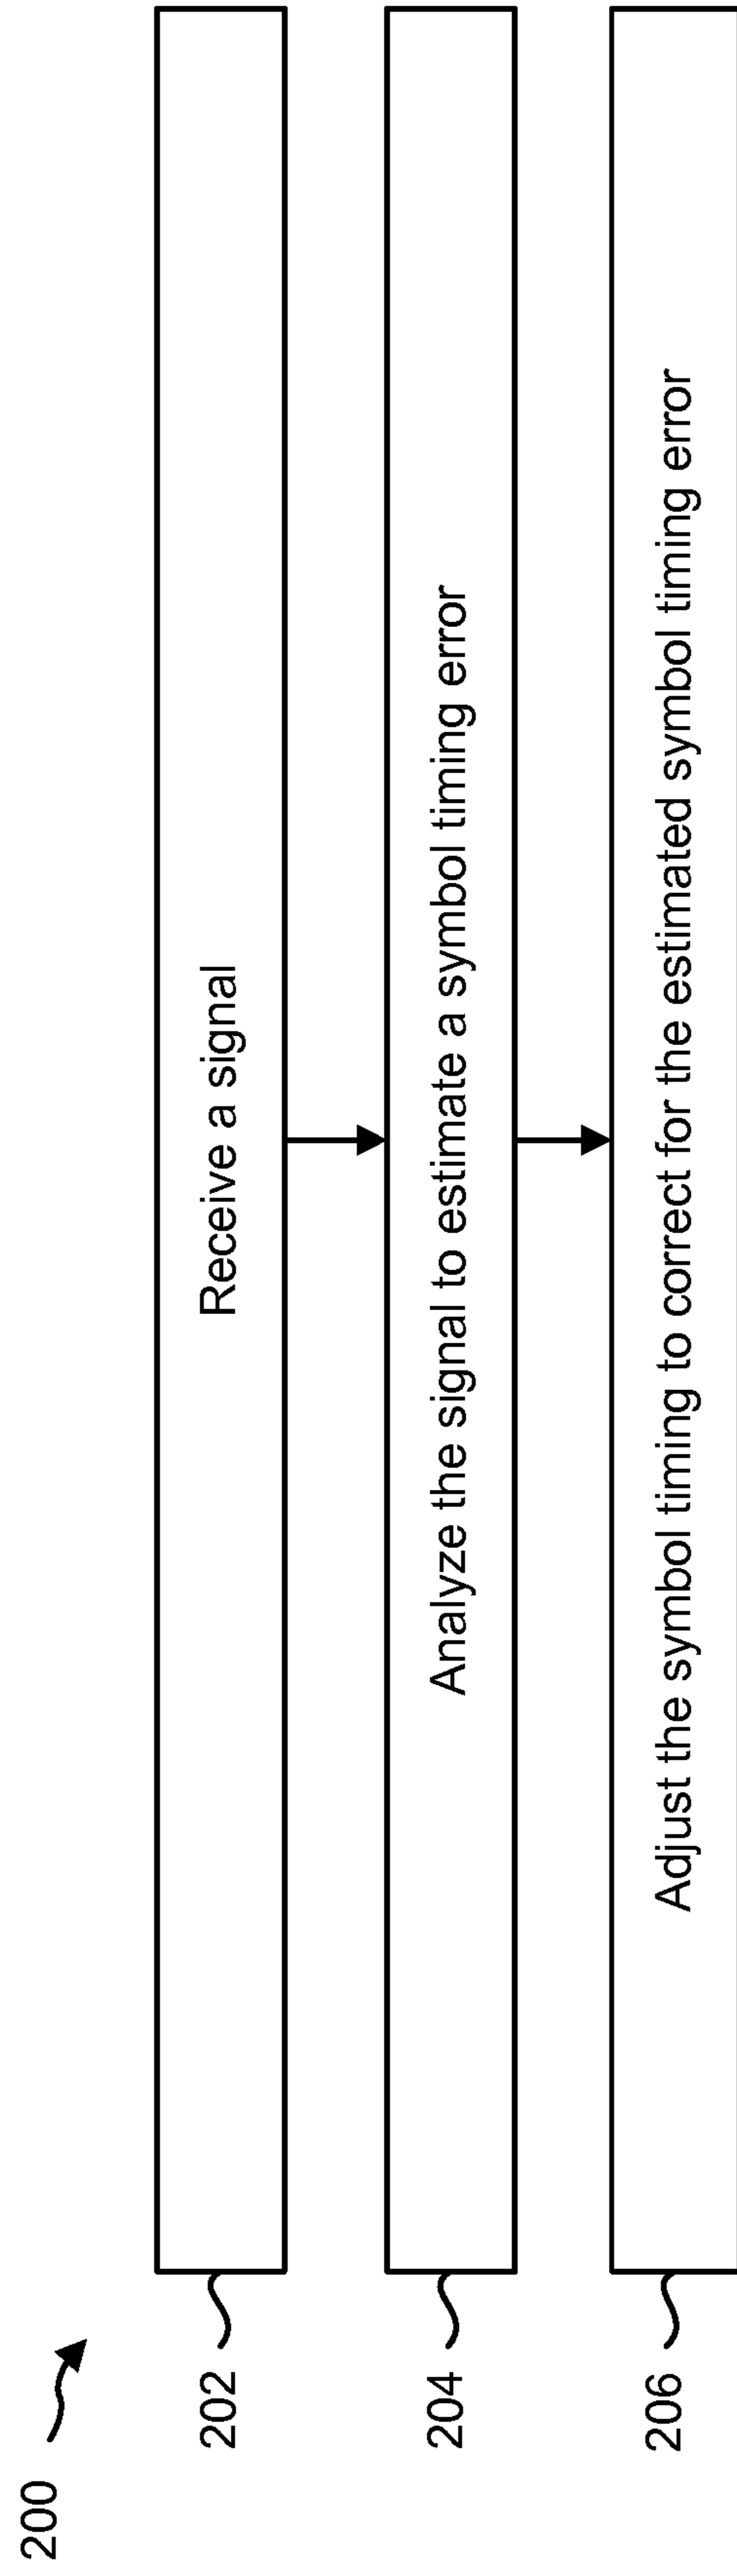 200
202
Receive a signal
204
Analyze the signal to estimate a symbol timing error
206
Adjust the symbol timing to correct for the estimated symbol timing error